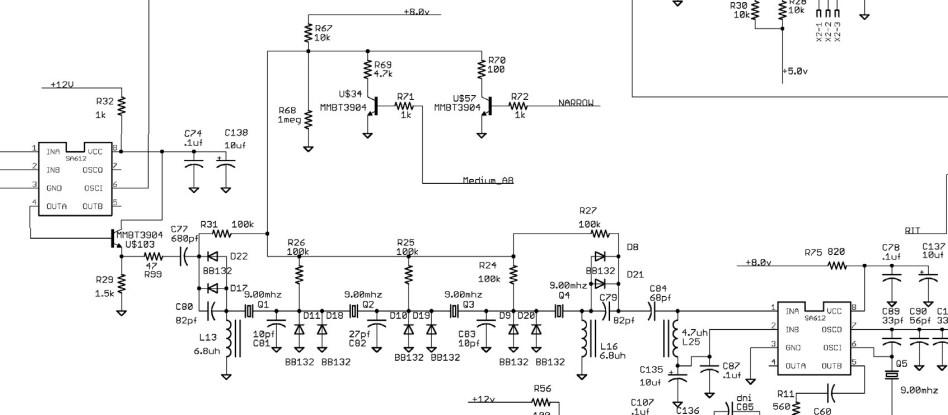 +8.0v
R67
10k
R30
10k
R28
10k
X2-1
X2-2
X2-3
+5.0v
R69
4.7k
R70
100
+12V
R32
1k
U$34
MMBT3904
R71
1k
U$57
MMBT3904
R72
1k
NARROW
R68
1meg
C74
.1uf
C138
10uf
1 INA VCC 8
SA612
2 INB OSCO 7
3 GND OSCI 6
4 OUTA OUTB 5
Medium_A8
MMBT3904
U$103
C77
680pf
R31 100k
R27
100k
RIT
47
R99
R29
1.5k
D22
BB132
D17
R26
100k
R25
100k
R24
100k
D8
BB132
D21
R75 820
+8.0v
C78
.1uf
C137
10uf
C80
82pf
9.00mhz
Q1
9.00mhz
Q2
9.00mhz
Q3
9.00mhz
Q4
C79
82pf
C84
68pf
L13
6.8uh
10pf
C81
D11 D18
BB132 BB132
27pf
C82
D10 D19
BB132 BB132
C83
18pf
D9 D20
BB132 BB132
L16
6.8uh
4.7uh
L25
1 INA VCC 8
SA612
2 INB OSCO 7
3 GND OSCI 6
4 OUTA OUTB 5
C89
33pf
C90
56pf
33
C135
10uf
C87
.1uf
Q5
9.00mhz
R11
560
C60
R56
100
+12v
C107
.1uf
C136
dni
C85